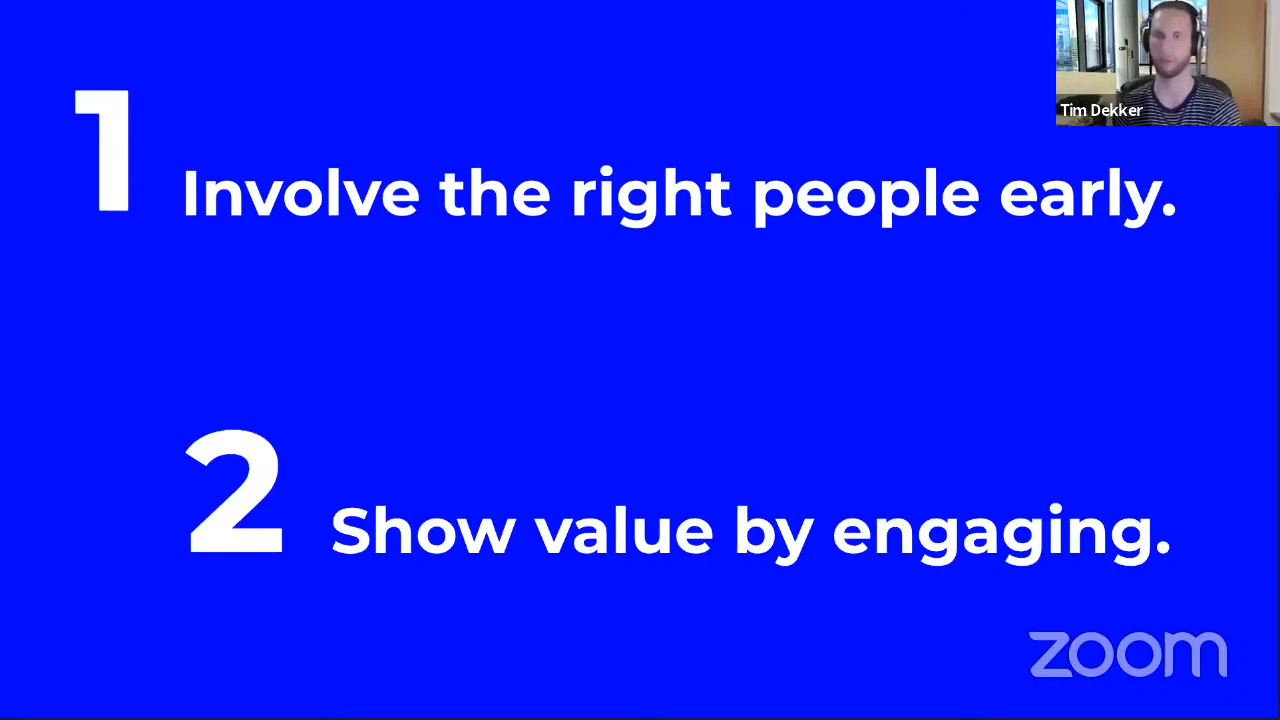 Tim Dekker
1 Involve the right people early.
2 Show value by engaging.
zoom